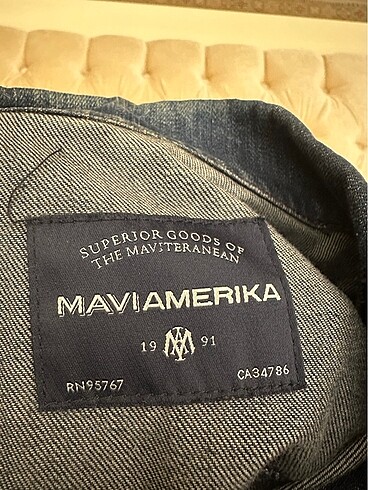 SUPERIOR GOODS OF
THE MAVITERANEAN
MAVIAMERIKA
19 M 91
RN95767
CA34786